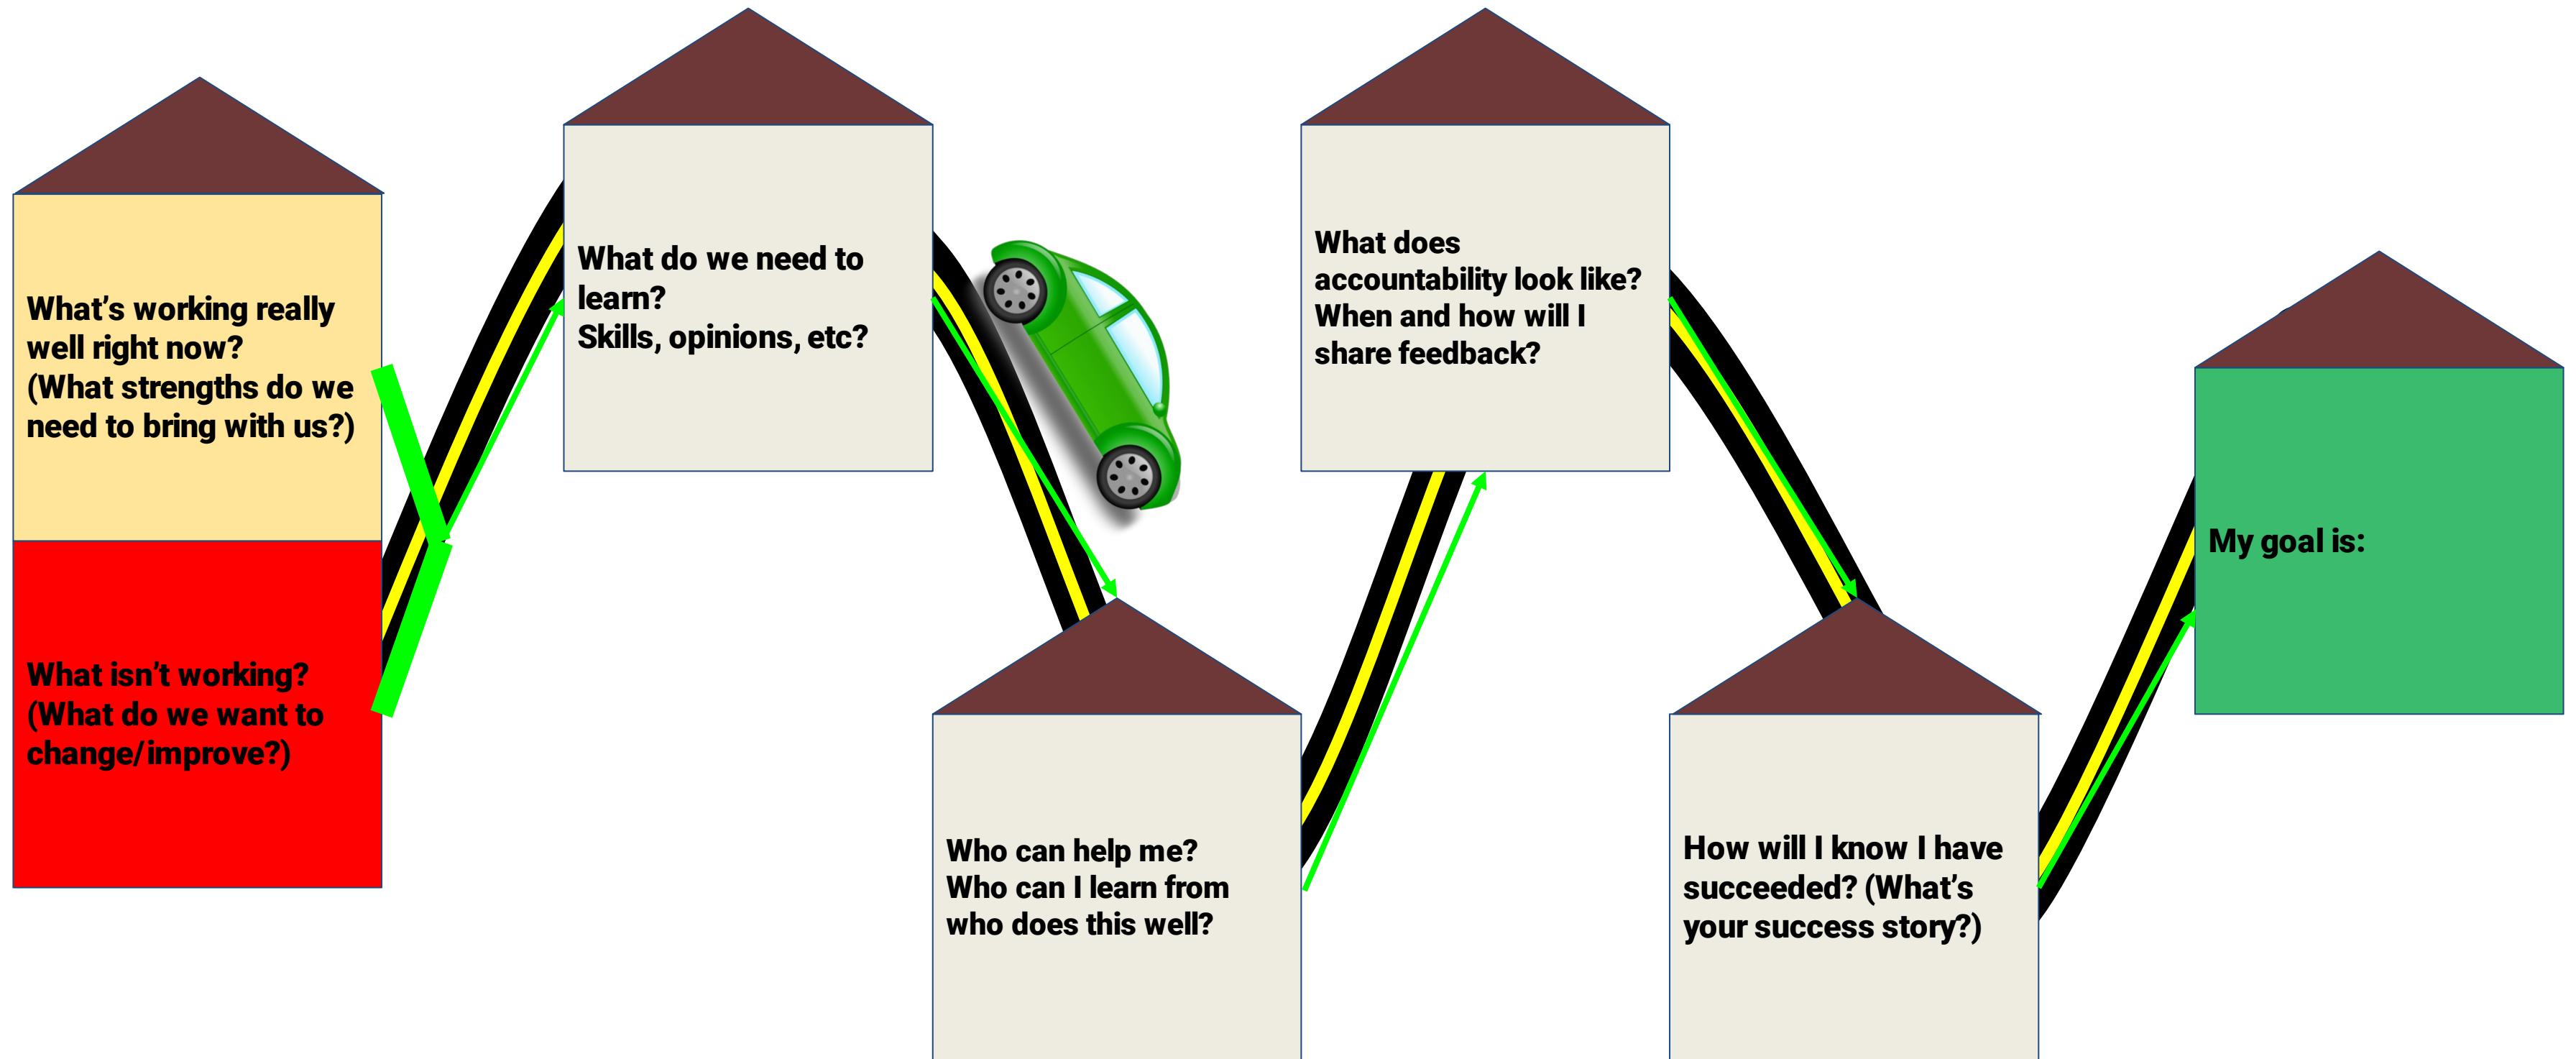 What’s working really
well right now?
(What strengths do we
need to bring with us?)
What isn’t working?
(What do we want to
change/improve?)
What do we need to
learn?
Skills, opinions, etc?
Who can help me?
Who can I learn from
who does this well?
What does
accountability look like?
When and how will I
share feedback?
How will I know I have
succeeded? (What’s
your success story?)
My goal is: